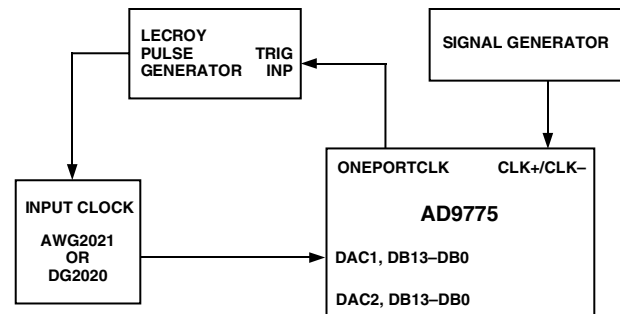 LECROY
PULSE TRIG
GENERATOR INP
SIGNAL GENERATOR
ONEPORTCLK CLK+/CLK–
AD9775
INPUT CLOCK
AWG2021
OR
DG2020
DAC1, DB13–DB0
DAC2, DB13–DB0